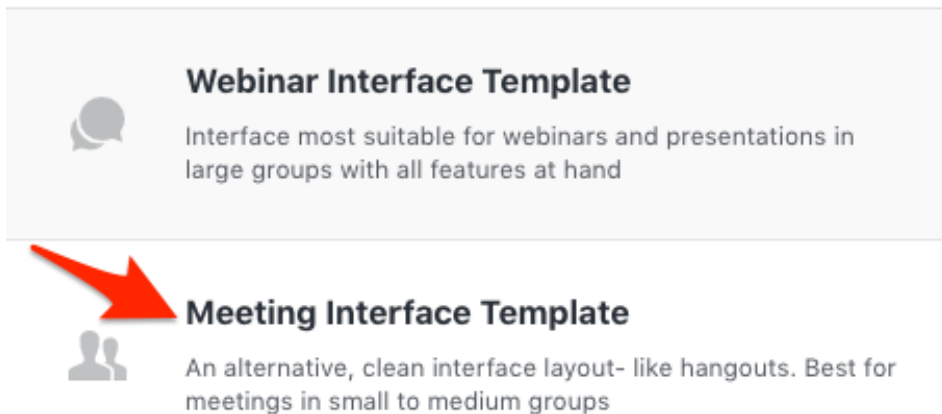 Webinar Interface Template
Interface most suitable for webinars and presentations in
large groups with all features at hand
Meeting Interface Template
An alternative, clean interface layout- like hangouts. Best for
meetings in small to medium groups